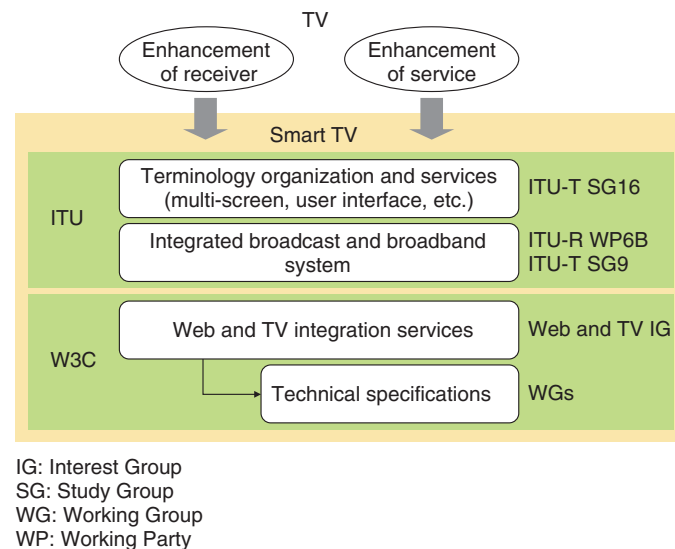 TV
Enhancement
of receiver
Enhancement
of service
Smart TV
ITU
Terminology organization and services
(multi-screen, user interface, etc.)
ITU-T SG16
Integrated broadcast and broadband
system
ITU-R WP6B
ITU-T SG9
W3C
Web and TV integration services
Web and TV IG
Technical specifications
WGs
IG: Interest Group
SG: Study Group
WG: Working Group
WP: Working Party